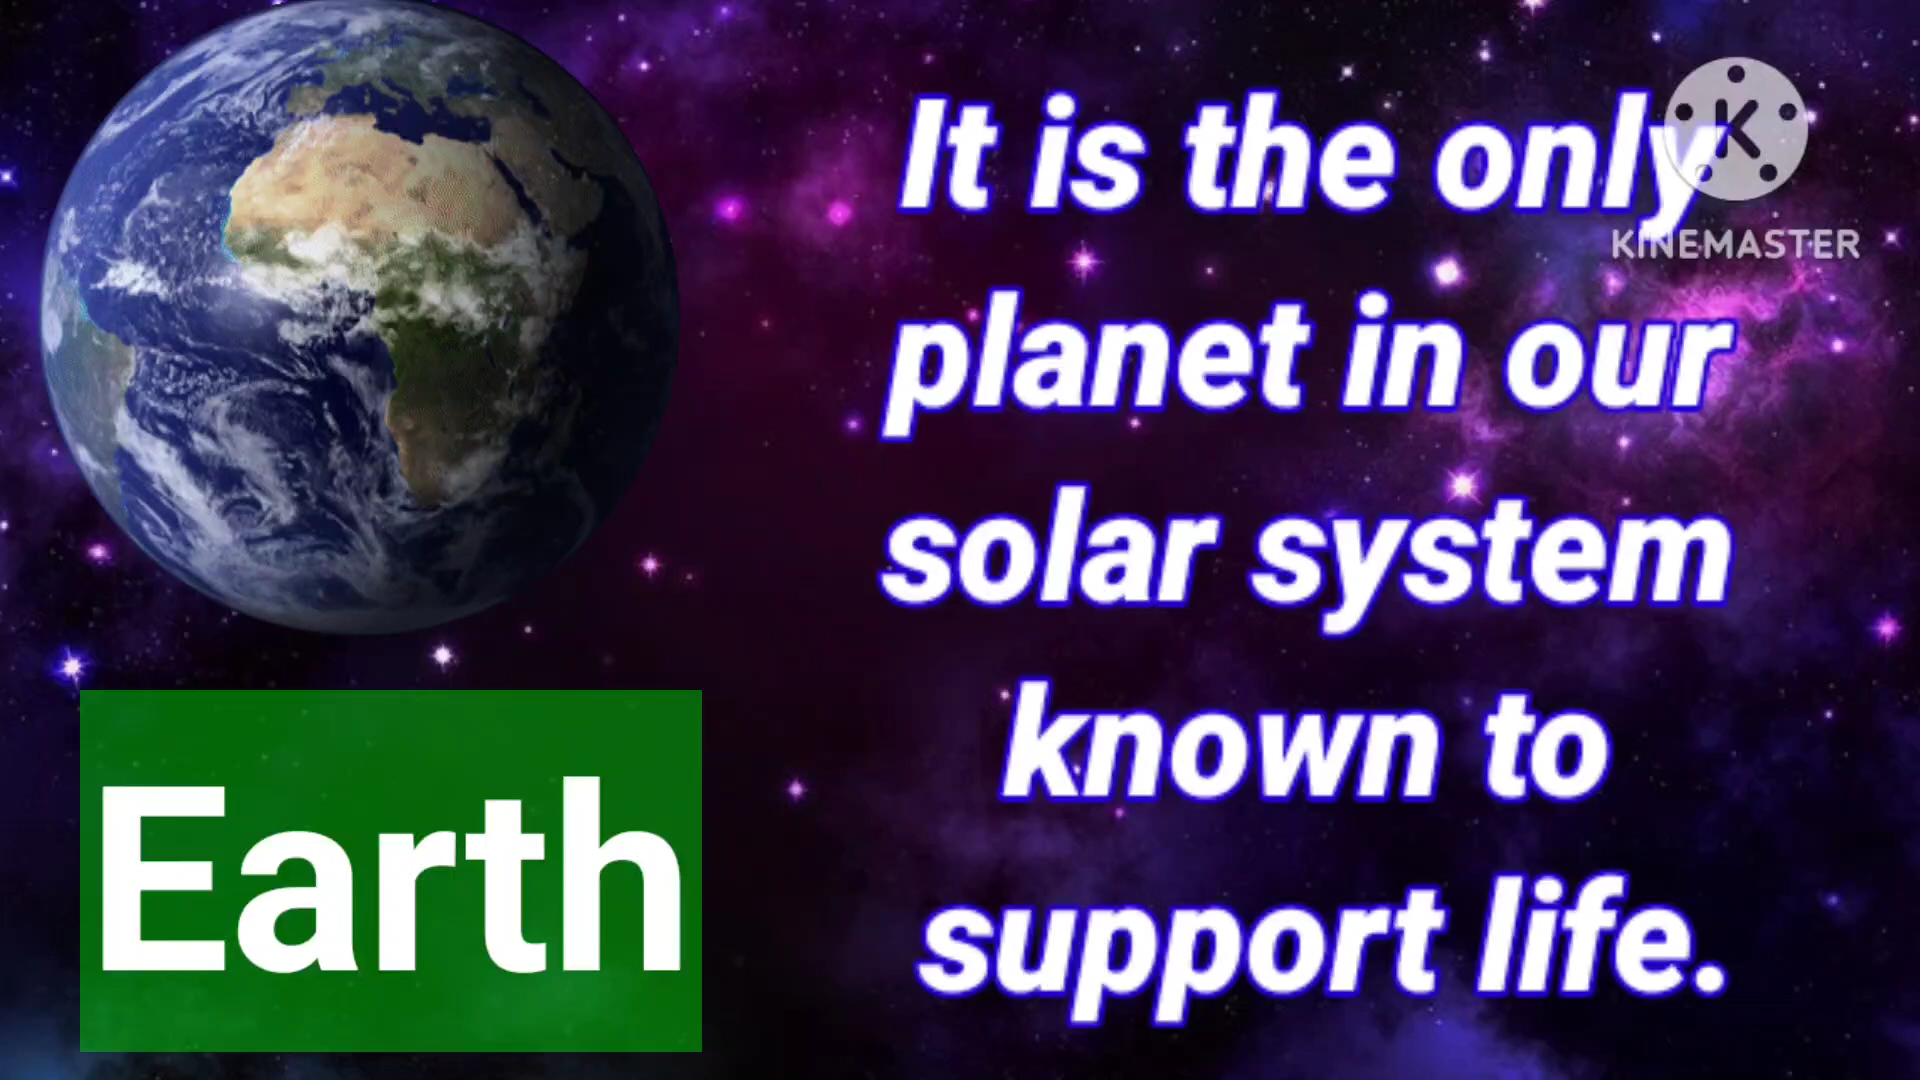 It is the only
planet in our
solar system
known to
support life.
K
KINEMASTER
Earth